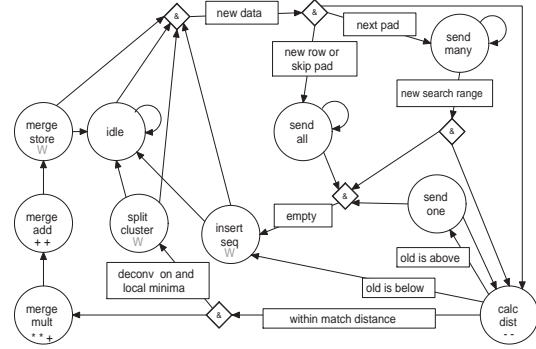 &
new data
&
next pad
send
many
new row or
skip pad
new search range
merge
store
W
idle
send
all
&
merge
add
+ +
split
cluster
W
insert
seq
W
empty
&
send
one
old is above
deconv on and
local minima
old is below
merge
mult
* * +
&
within match distance
calc
dist
- -